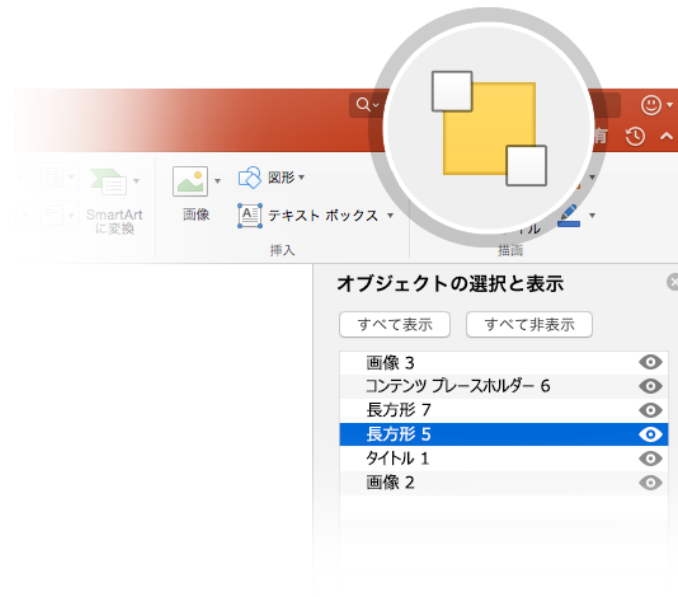 有
SmartArt
に変換
画像
図形
テキスト ボックス
挿入
イル
描画
オブジェクトの選択と表示
すべて表示
すべて非表示
画像 3
コンテンツ プレースホルダー 6
長方形 7
長方形 5
タイトル 1
画像 2